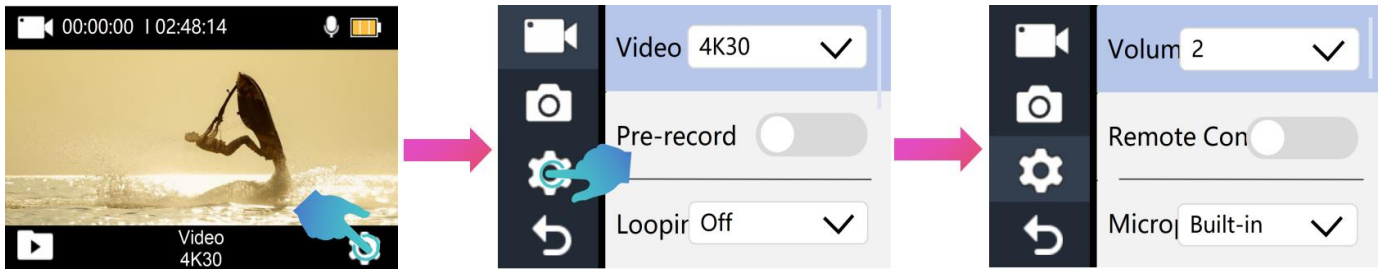 00:00:00 I 02:48:14
Video
4K30
Video 4K30
Pre-record
Loopin Off
Volum 2
Remote Con
Microp Built-in